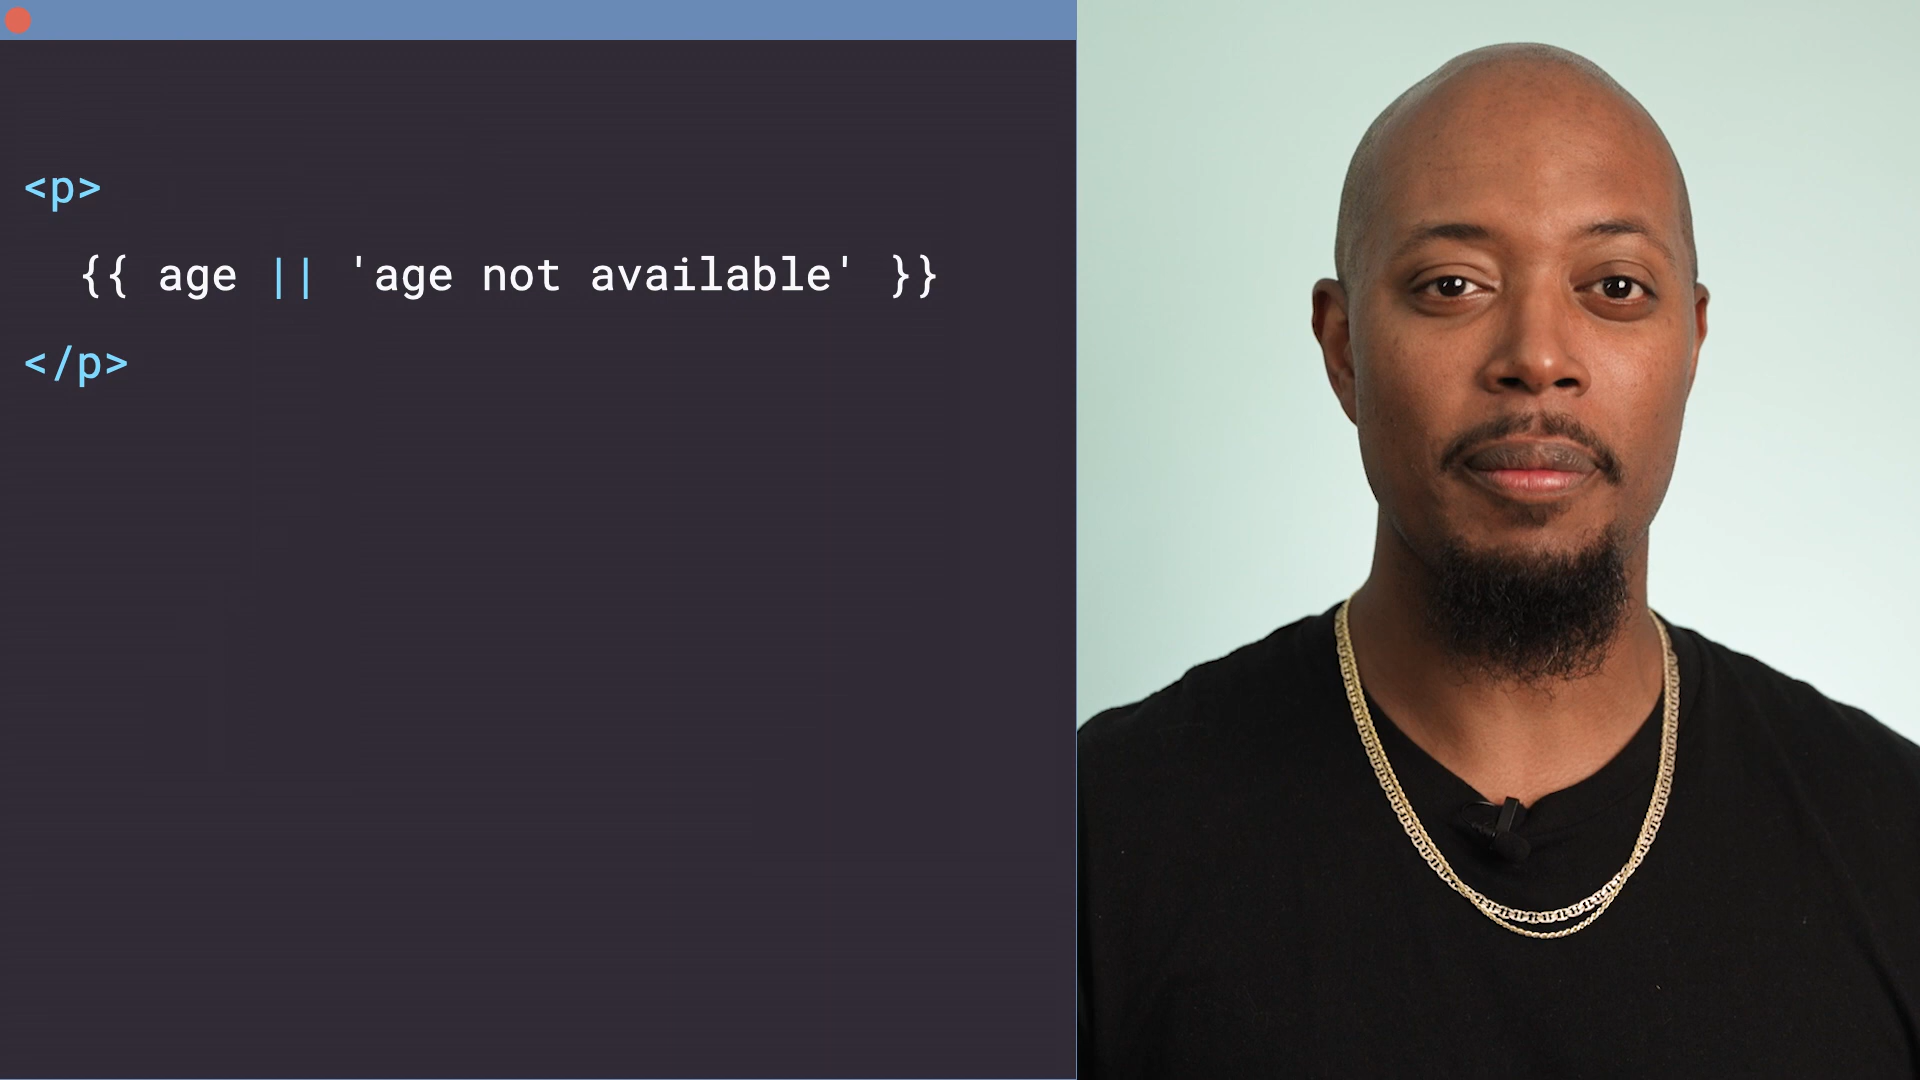 <p>
{{ age || 'age not available' }}
</p>